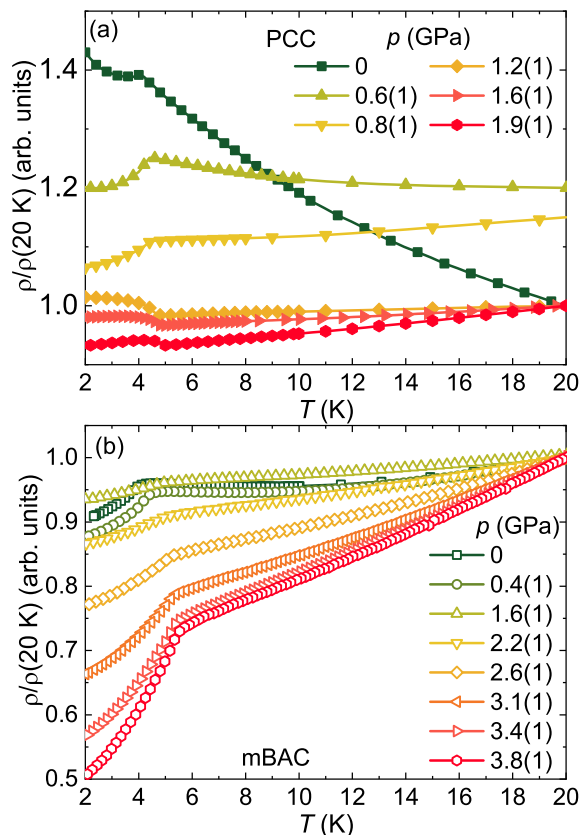 (a) PCC p (GPa)
0 1.2(1)
0.6(1) 1.6(1)
0.8(1) 1.9(1)
1.4
1.2
1.0
ρ/ρ(20 K) (arb. units)
2 4 6 8 10 12 14 16 18 20
T (K)
(b)
1.0
0.9
0.8
0.7
0.6
0.5
ρ/ρ(20 K) (arb. units)
p (GPa)
0
0.4(1)
1.6(1)
2.2(1)
2.6(1)
3.1(1)
3.4(1)
3.8(1)
mBAC
2 4 6 8 10 12 14 16 18 20
T (K)